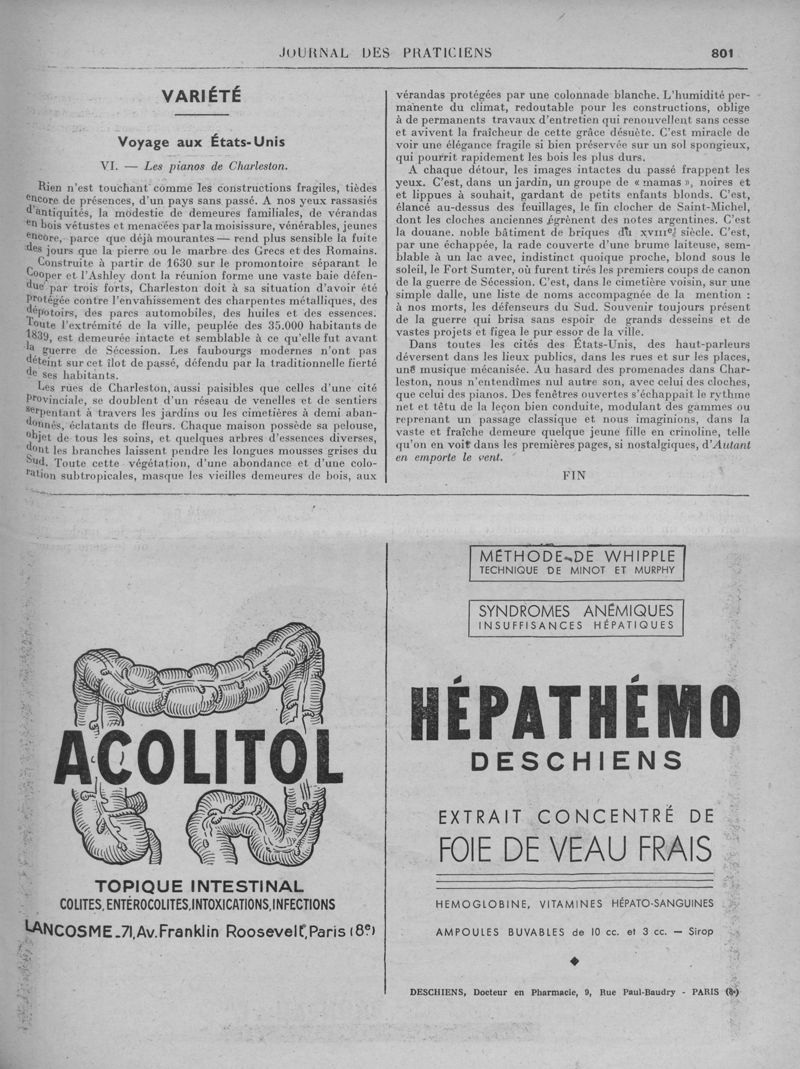 JOURNAL DES PRATICIENS 801
VARIÉTÉ
Voyage aux États-Unis
VI. — Les pianos de Charleston.
Rien n'est touchant comme les constructions fragiles, tièdes
encore de présences, d'un pays sans passé. A nos yeux rassasiés
d'antiquités, la modestie de demeures familiales, de vérandas
en bois vétustes et menacées par la moisissure, vénérables, jeunes
encore, parce que déjà mourantes — rend plus sensible la fuite
des jours que la pierre ou le marbre des Grecs et des Romains.
Construite à partir de 1630 sur le promontoire séparant le
Cooper et l'Ashley dont la réunion forme une vaste baie défen-
due par trois forts, Charleston doit à sa situation d'avoir été
protégée contre l'envahissement des charpentes métalliques, des
dépotoirs, des parcs automobiles, des huiles et des essences.
Toute l'extrémité de la ville, peuplée des 35.000 habitants de
1839, est demeurée intacte et semblable à ce qu'elle fut avant
la guerre de Sécession. Les faubourgs modernes n'ont pas
déteint sur cet îlot de passé, défendu par la traditionnelle fierté
de ses habitants.
Les rues de Charleston, aussi paisibles que celles d'une cité
provinciale, se doublent d'un réseau de venelles et de sentiers
serpentant à travers les jardins ou les cimetières à demi aban-
donnés, éclatants de fleurs. Chaque maison possède sa pelouse,
objet de tous les soins, et quelques arbres d'essences diverses,
dont les branches laissent pendre les longues mousses grises du
Sud. Toute cette végétation, d'une abondance et d'une colo-
ration subtropicales, masque les vieilles demeures de bois, aux
vérandas protégées par une colonnade blanche. L'humidité per-
manente du climat, redoutable pour les constructions, oblige
à de permanents travaux d'entretien qui renouvellent sans cesse
et avivent la fraîcheur de cette grâce désuète. C'est miracle de
voir une élégance fragile si bien préservée sur un sol spongieux,
qui pourrit rapidement les bois les plus durs.
A chaque détour, les images intactes du passé frappent les
yeux. C'est, dans un jardin, un groupe de « mamas », noires et
et lippues à souhait, gardant de petits enfants blonds. C'est,
élancé au-dessus des feuillages, le fin clocher de Saint-Michel,
dont les cloches anciennes égrènent des notes argentines. C'est
la douane. noble bâtiment de briques du XVIIIe siècle. C'est,
par une échappée, la rade couverte d'une brume laiteuse, sem-
blable à un lac avec, indistinct quoique proche, blond sous le
soleil, le Fort Sumter, où furent tirés les premiers coups de canon
de la guerre de Sécession. C'est, dans le cimetière voisin, sur une
simple dalle, une liste de noms accompagnée de la mention :
à nos morts, les défenseurs du Sud. Souvenir toujours présent
de la guerre qui brisa sans espoir de grands desseins et de
vastes projets et figea le pur essor de la ville.
Dans toutes les cités des États-Unis, des haut-parleurs
déversent dans les lieux publics, dans les rues et sur les places,
une musique mécanisée. Au hasard des promenades dans Char-
leston, nous n'entendîmes nul autre son, avec celui des cloches,
que celui des pianos. Des fenêtres ouvertes s'échappait le rythme
net et têtu de la leçon bien conduite, modulant des gammes ou
reprenant un passage classique et nous imaginions, dans la
vaste et fraîche demeure quelque jeune fille en crinoline, telle
qu'on en voit dans les premières pages, si nostalgiques, d'Autant
en emporte le vent.
FIN
ACOLITOL
TOPIQUE INTESTINAL
COLITES, ENTÉROCOLITES, INTOXICATIONS, INFECTIONS
LANCOSME_71, Av. Franklin Roosevelt, Paris (8e)
MÉTHODE DE WHIPPLE
TECHNIQUE DE MINOT ET MURPHY
SYNDROMES ANÉMIQUES
INSUFFISANCES HÉPATIQUES
HÉPATHÉMO
DESCHIENS
EXTRAIT CONCENTRÉ DE
FOIE DE VEAU FRAIS
HEMOGLOBINE, VITAMINES HÉPATO-SANGUINES
AMPOULES BUVABLES de 10 cc. et 3 cc. — Sirop
DESCHIENS, Docteur en Pharmacie, 9, Rue Paul-Baudry - PARIS (8e)